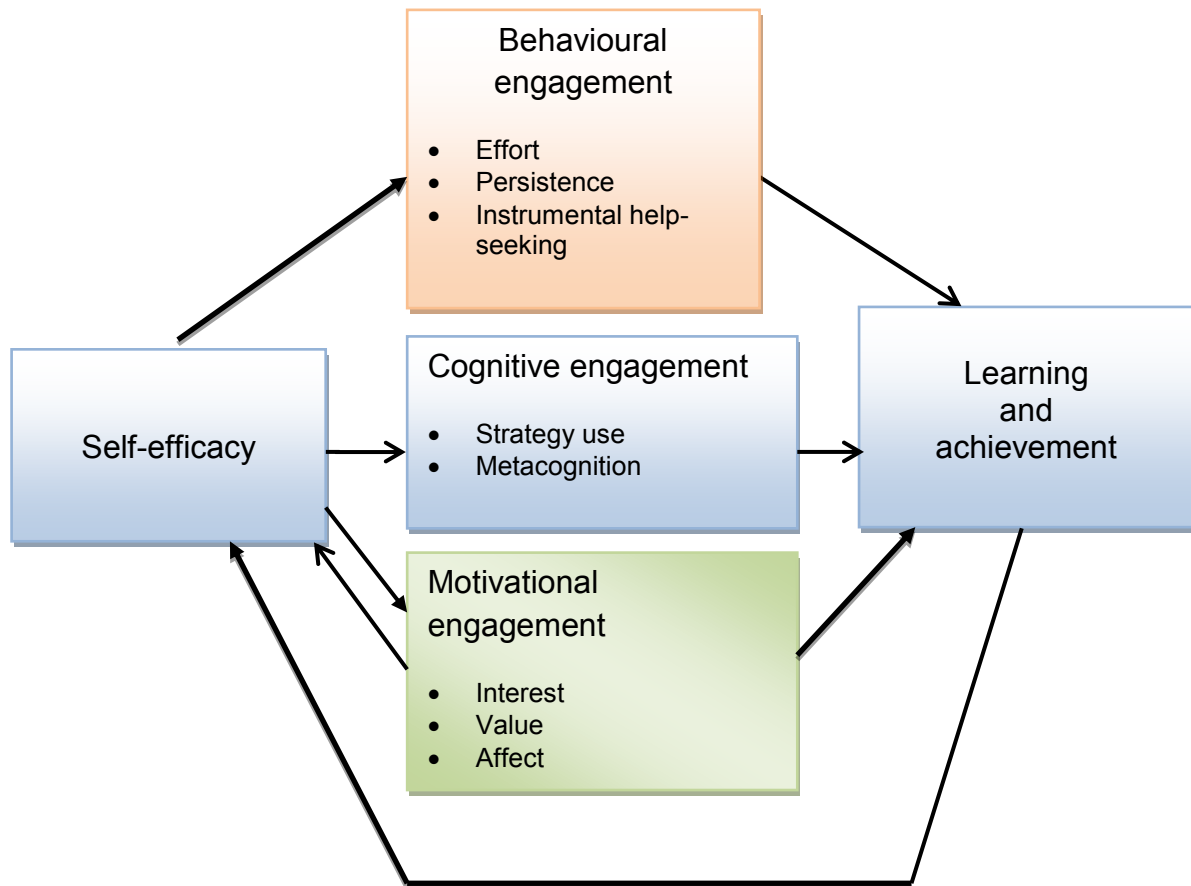 Behavioural
engagement
• Effort
• Persistence
• Instrumental help-
seeking
Self-efficacy
Cognitive engagement
• Strategy use
• Metacognition
Learning
and
achievement
Motivational
engagement
• Interest
• Value
• Affect